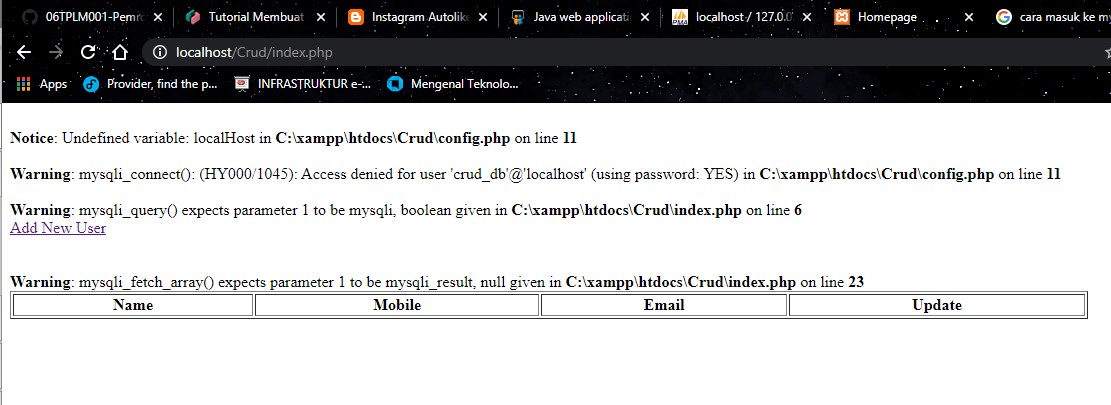 06TPLM001-Pemro
Tutorial Membuat
Instagram Autolike
Java web applicati
localhost / 127.0.0
Homepage
cara masuk ke my
localhost/Crud/index.php
Apps
Provider, find the p...
INFRASTRUKTUR e-:...
Mengenal Teknolo...
Notice: Undefined variable: localHost in C:\xampp\htdocs\Crud\config.php on line 11
Warning: mysqli_connect(): (HY000/1045): Access denied for user 'crud_db'@'localhost' (using password: YES) in C:\xampp\htdocs\Crud\config.php on line 11
Warning: mysqli_query() expects parameter 1 to be mysqli, boolean given in C:\xampp\htdocs\Crud\index.php on line 6
Add New User
Warning: mysqli_fetch_array() expects parameter 1 to be mysqli_result, null given in C:\xampp\htdocs\Crud\index.php on line 23
Name Mobile Email Update